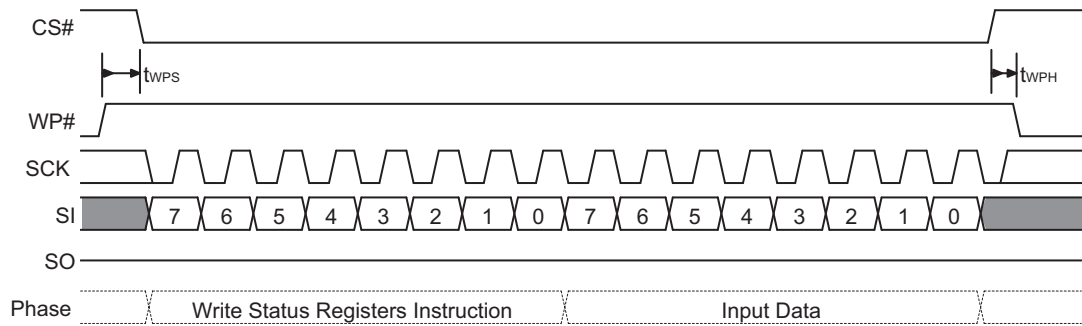 CS#
tWPS
tWPH
WP#
SCK
SI 7 6 5 4 3 2 1 0 7 6 5 4 3 2 1 0
SO
Phase Write Status Registers Instruction Input Data